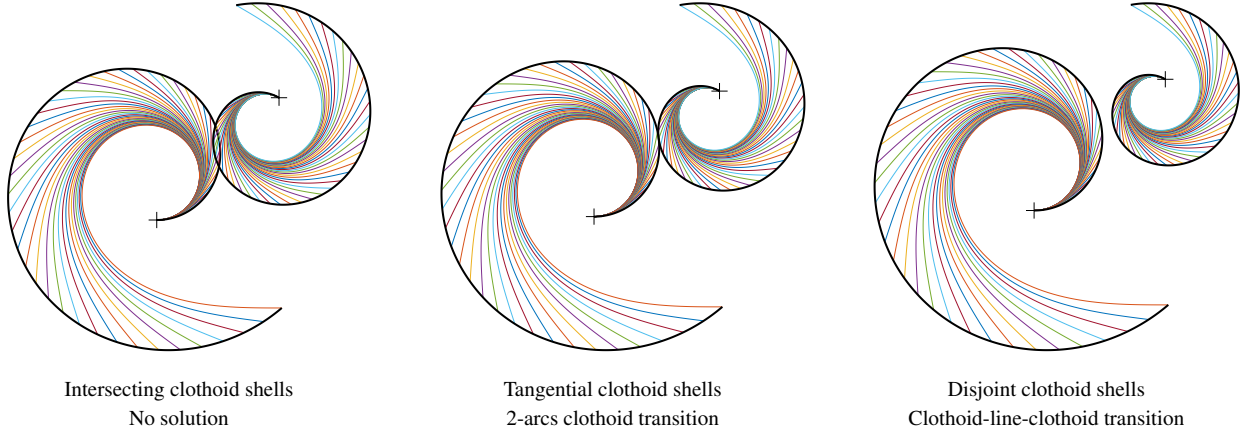 Intersecting clothoid shells
No solution
Tangential clothoid shells
2-arcs clothoid transition
Disjoint clothoid shells
Clothoid-line-clothoid transition